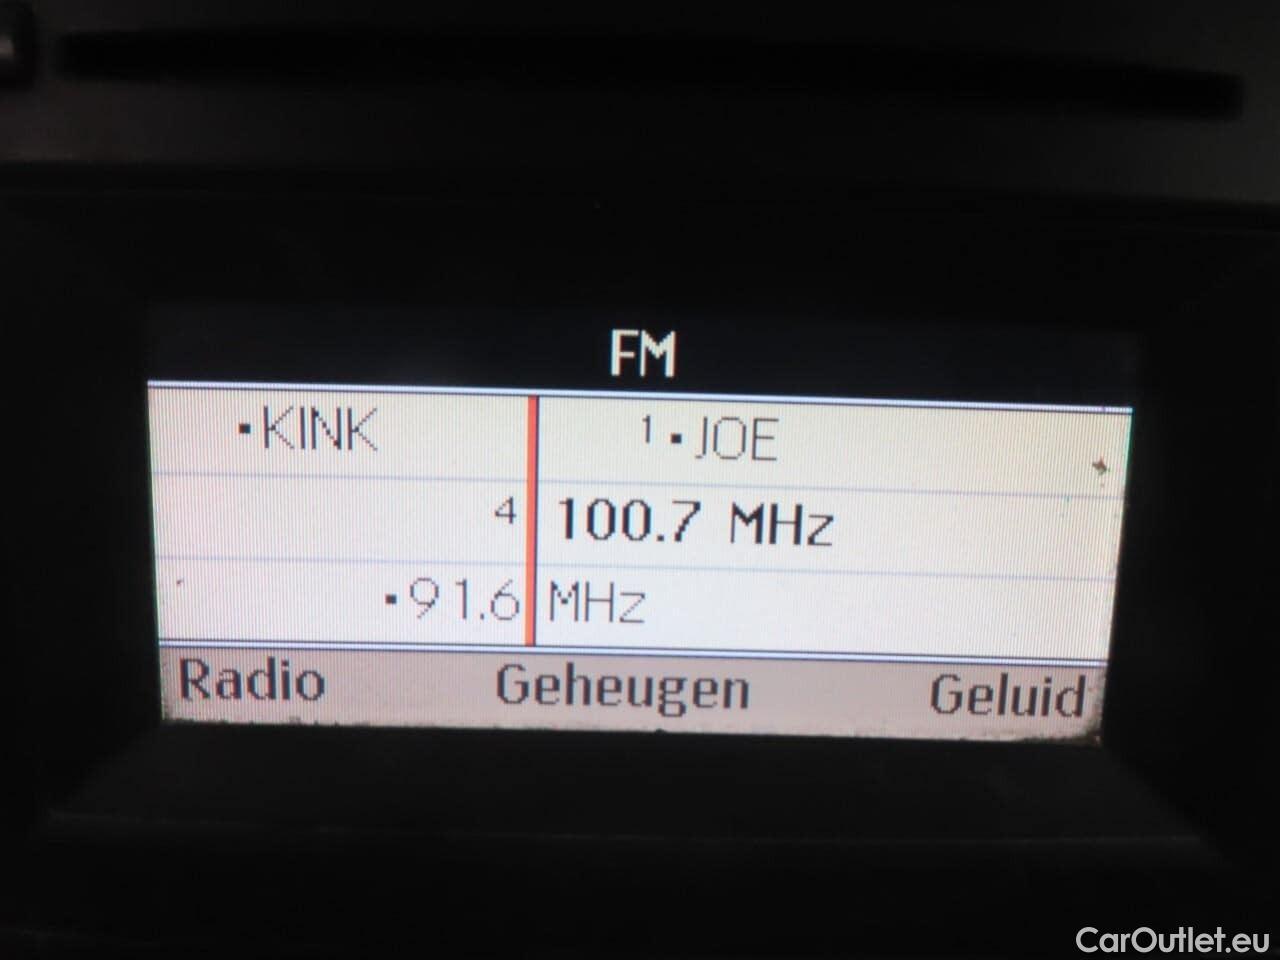 FM
▪KINK 1▪JOE
4 100.7 MHz
▪91.6 MHz
Radio Geheugen Geluid
CarOutlet.eu